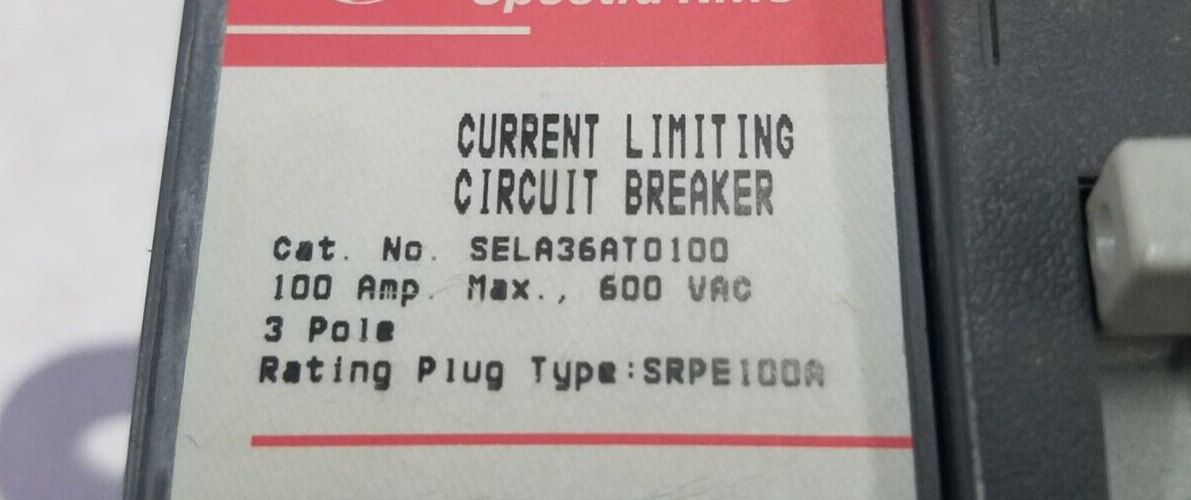 CURRENT LIMITING
CIRCUIT BREAKER
Cat. No. SELA36AT0100
100 Amp. Max., 600 VAC
3 Pole
Rating Plug Type:SRPE100A